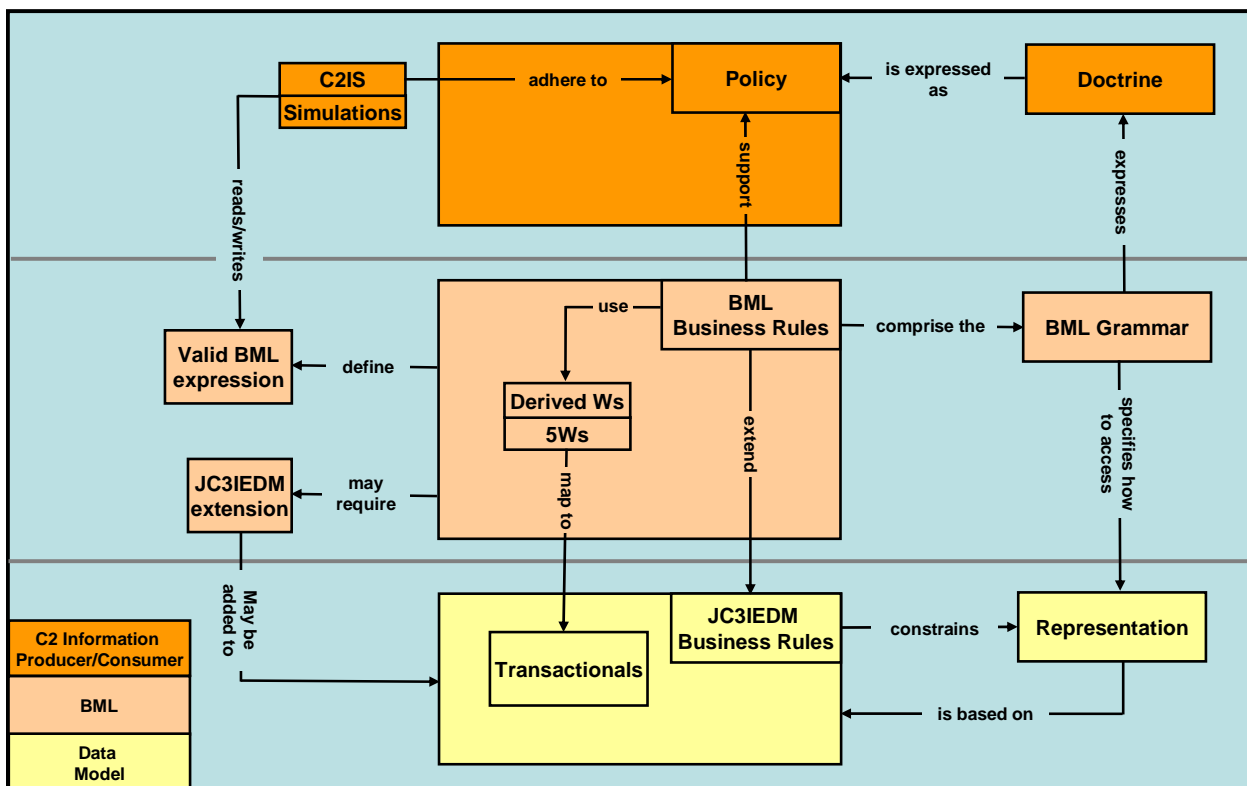 C2IS
Simulations
adhere to
Policy
is expressed
as
Doctrine
reads/writes
support
expresses
use
BML
Business Rules
comprise the
BML Grammar
Valid BML
expression
define
Derived Ws
5Ws
extend
specifies how
to access
JC3IEDM
extension
may
require
map to
May be
added to
JC3IEDM
Business Rules
constrains
Representation
Transactionals
is based on
C2 Information
Producer/Consumer
BML
Data
Model